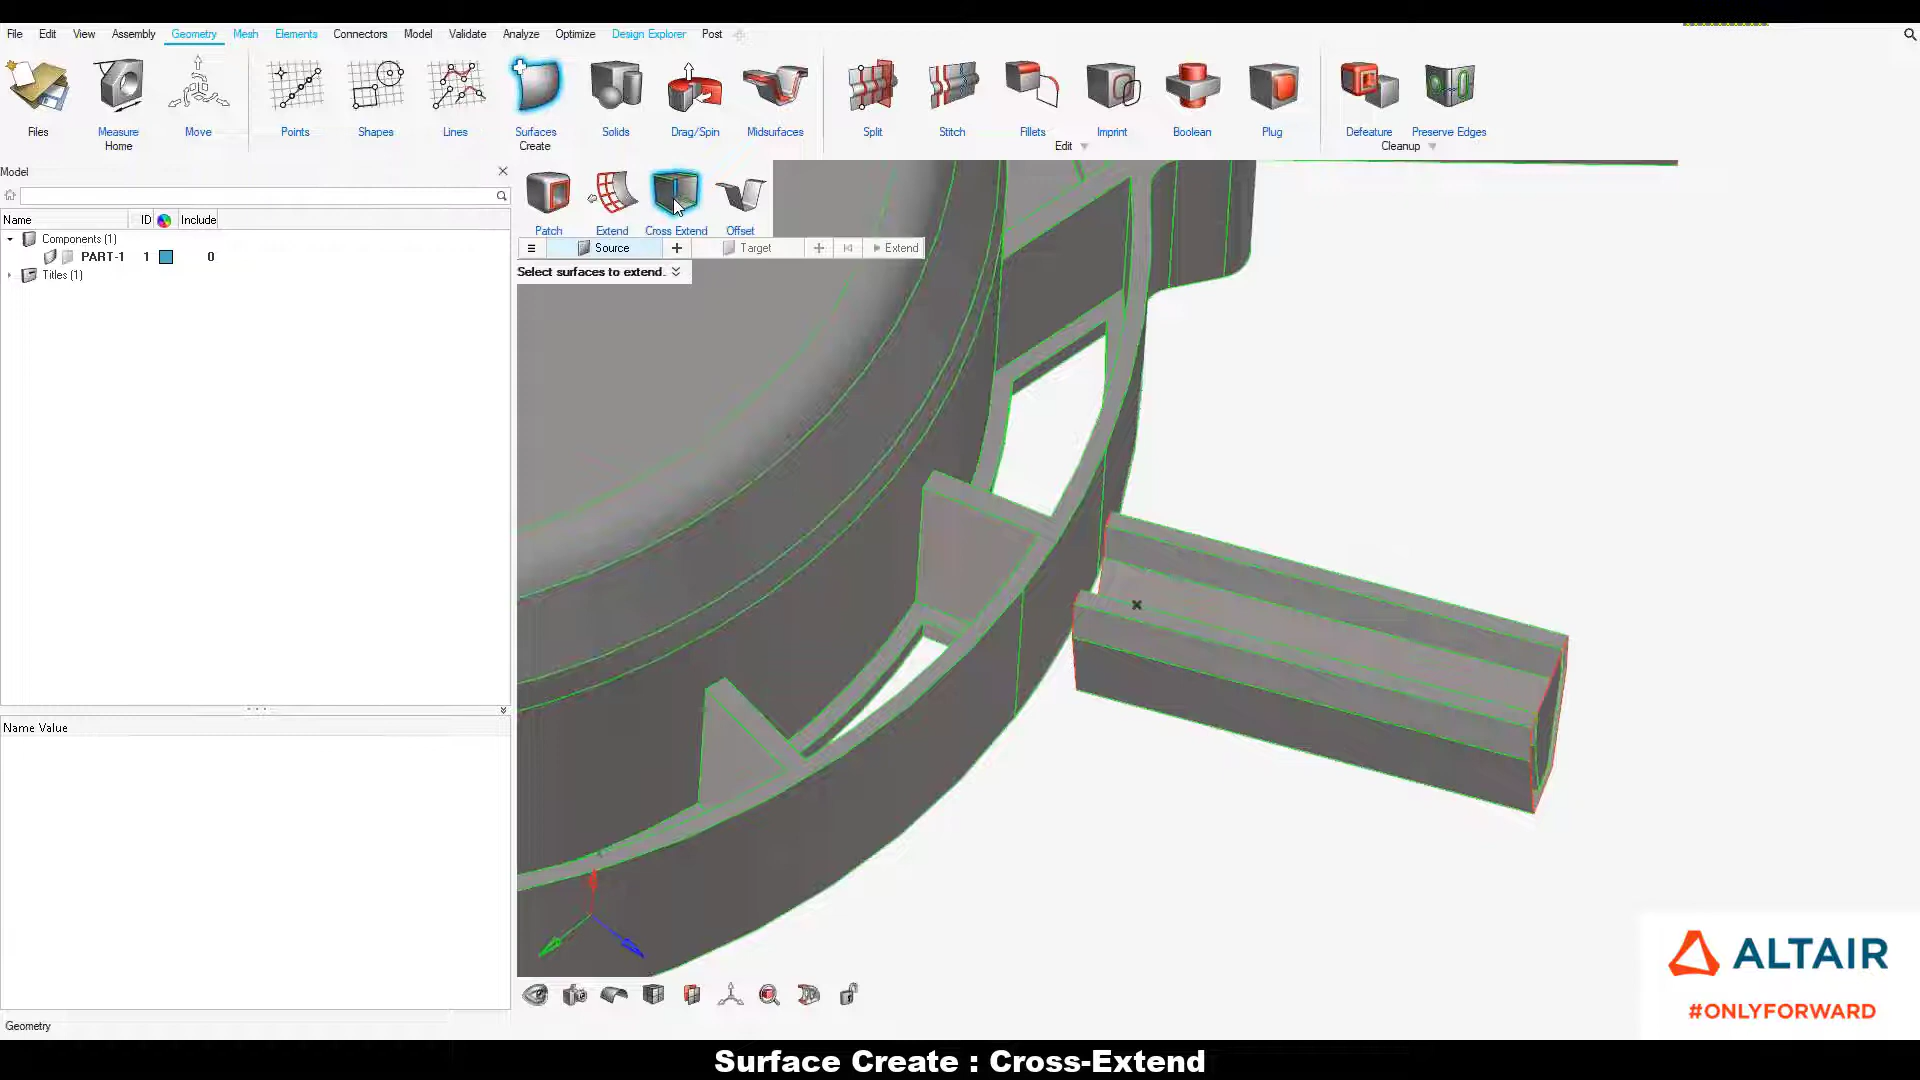 File Edit View Assembly Geometry Mesh Elements Connectors Model Validate Analyze Optimize Design Explorer Post
Files Measure Move Points Shapes Lines Surfaces Solids Drag/Spin Midsurfaces Split Stitch Fillets Imprint Boolean Plug Defeature Preserve Edges
Home Create Edit Cleanup
Model
Name ID Include
Components (1)
PART-1 1 0
Titles (1)
Patch Extend Cross Extend Offset
Source Target Extend
Select surfaces to extend.
Name Value
ALTAIR
#ONLYFORWARD
Geometry
Surface Create : Cross-Extend